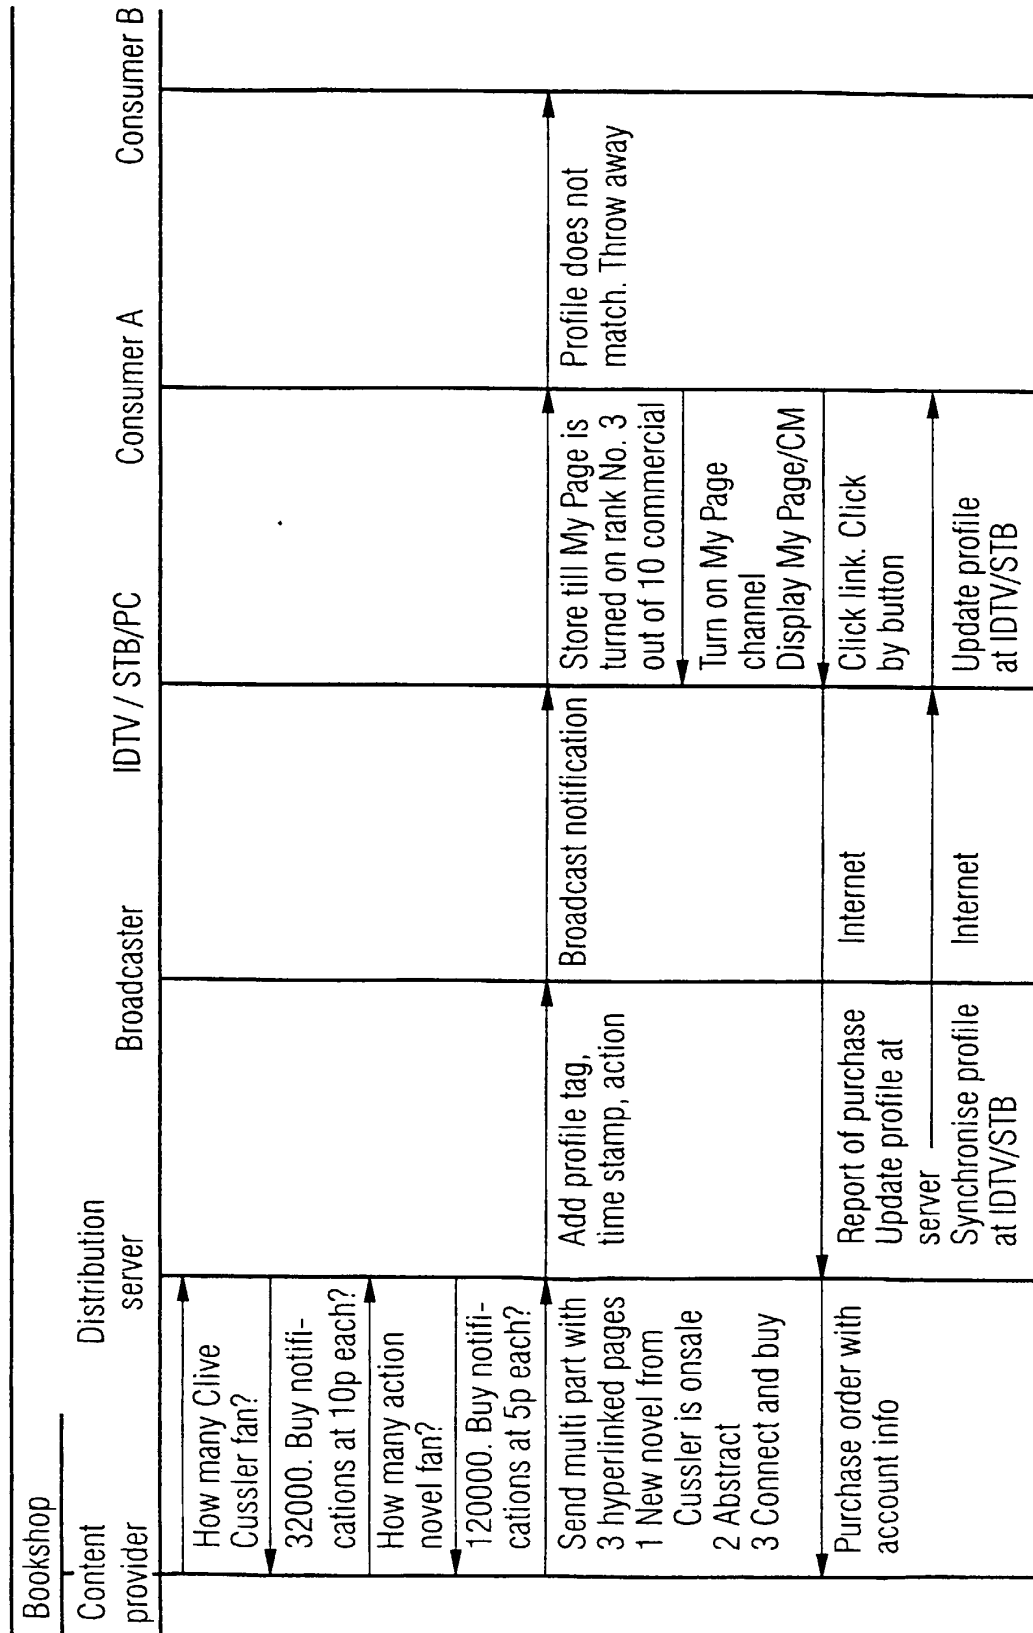 Bookshop
Content
provider
Distribution
server
Broadcaster
IDTV / STB/PC
Consumer A
Consumer B
How many Clive
Cussler fan?
32000. Buy notifi-
cations at 10p each?
How many action
novel fan?
120000. Buy notifi-
cations at 5p each?
Send multi part with
3 hyperlinked pages
1 New novel from
Cussler is onsale
2 Abstract
3 Connect and buy
Add profile tag,
time stamp, action
Broadcast notification
Store till My Page is
turned on rank No. 3
out of 10 commercial
Profile does not
match. Throw away
Turn on My Page
channel
Display My Page/CM
Click link. Click
by button
Internet
Report of purchase
Update profile at
server
Synchronise profile
at IDTV/STB
Purchase order with
account info
Internet
Update profile
at IDTV/STB